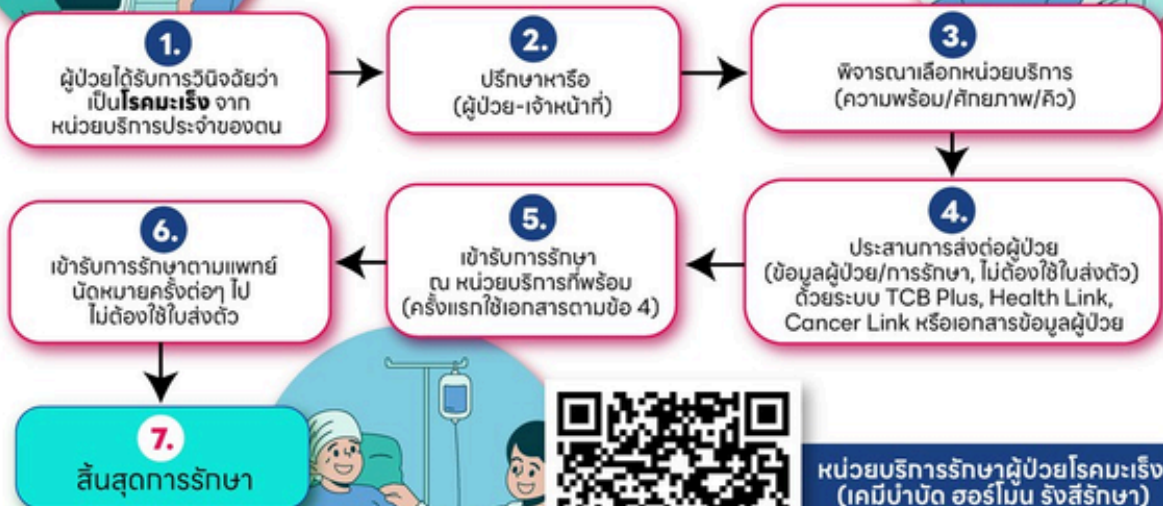 1.
ผู้ป่วยได้รับการวินิจฉัยว่า
เป็นโรคมะเร็ง จาก
หน่วยบริการประจำของตน
2.
ปรึกษาหารือ
(ผู้ป่วย-เจ้าหน้าที่)
3.
พิจารณาเลือกหน่วยบริการ
(ความพร้อม/ศักยภาพ/คิว)
4.
ประสานการส่งต่อผู้ป่วย
(ข้อมูลผู้ป่วย/การรักษา, ไม่ต้องใช้ใบส่งตัว)
ด้วยระบบ TCB Plus, Health Link,
Cancer Link หรือเอกสารข้อมูลผู้ป่วย
5.
เข้ารับการรักษา
ณ หน่วยบริการที่พร้อม
(ครั้งแรกใช้เอกสารตามข้อ 4)
6.
เข้ารับการรักษาตามแพทย์
นัดหมายครั้งต่อๆ ไป
ไม่ต้องใช้ใบส่งตัว
7.
สิ้นสุดการรักษา
หน่วยบริการรักษาผู้ป่วยโรคมะเร็ง
(เคมีบำบัด ฮอร์โมน รังสีรักษา)